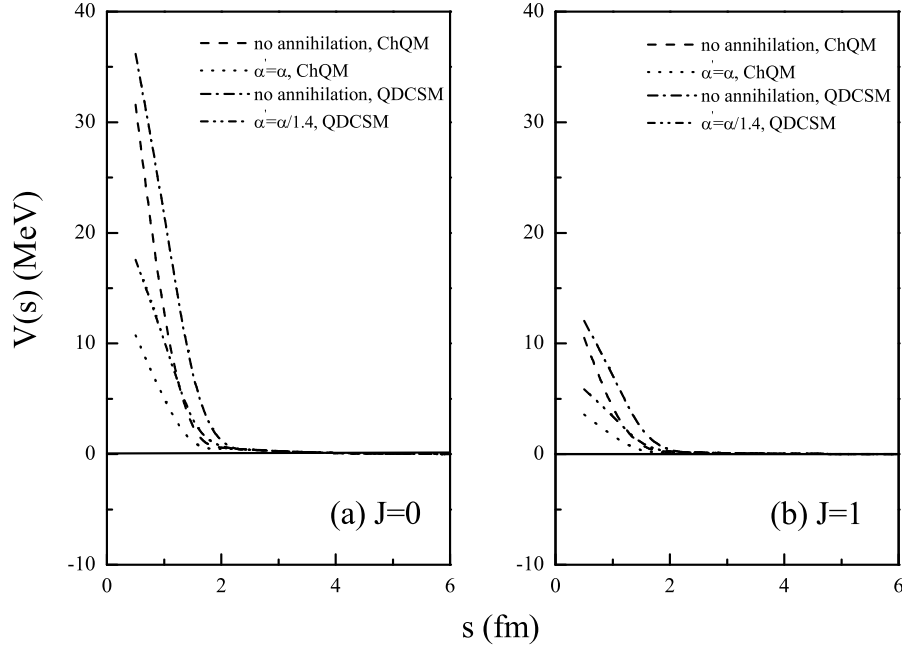 V(s) (MeV)
40
30
20
10
0
-10
no annihilation, ChQM
α'=α, ChQM
no annihilation, QDCSM
α'=α/1.4, QDCSM
(a) J=0
0 2 4 6
40
30
20
10
0
-10
no annihilation, ChQM
α'=α, ChQM
no annihilation, QDCSM
α'=α/1.4, QDCSM
(b) J=1
0 2 4 6
s (fm)